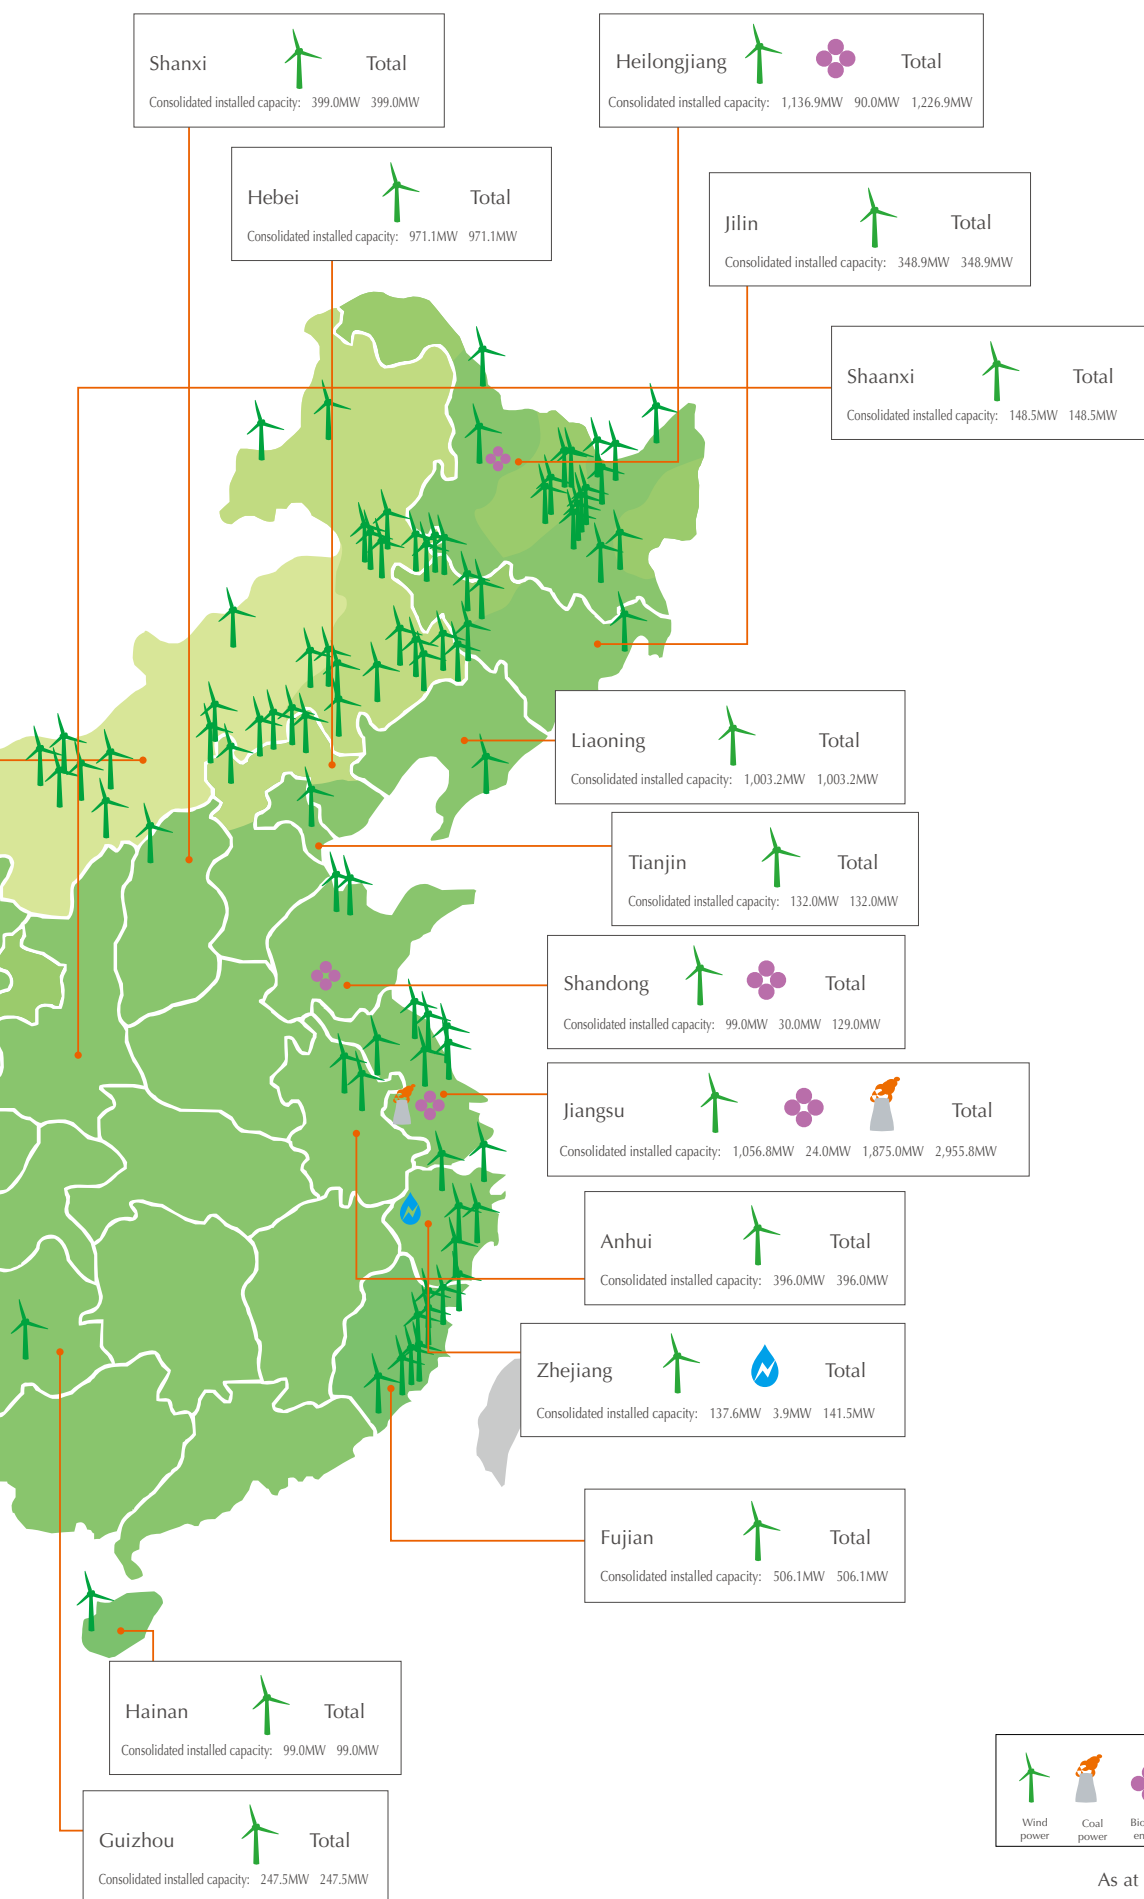 Shanxi Total
Consolidated installed capacity: 399.0MW 399.0MW
Heilongjiang Total
Consolidated installed capacity: 1,136.9MW 90.0MW 1,226.9MW
Hebei Total
Consolidated installed capacity: 971.1MW 971.1MW
Jilin Total
Consolidated installed capacity: 348.9MW 348.9MW
Shaanxi Total
Consolidated installed capacity: 148.5MW 148.5MW
Liaoning Total
Consolidated installed capacity: 1,003.2MW 1,003.2MW
Tianjin Total
Consolidated installed capacity: 132.0MW 132.0MW
Shandong Total
Consolidated installed capacity: 99.0MW 30.0MW 129.0MW
Jiangsu Total
Consolidated installed capacity: 1,056.8MW 24.0MW 1,875.0MW 2,955.8MW
Anhui Total
Consolidated installed capacity: 396.0MW 396.0MW
Zhejiang Total
Consolidated installed capacity: 137.6MW 3.9MW 141.5MW
Fujian Total
Consolidated installed capacity: 506.1MW 506.1MW
Hainan Total
Consolidated installed capacity: 99.0MW 99.0MW
Guizhou Total
Consolidated installed capacity: 247.5MW 247.5MW
Wind Coal
power power
As at